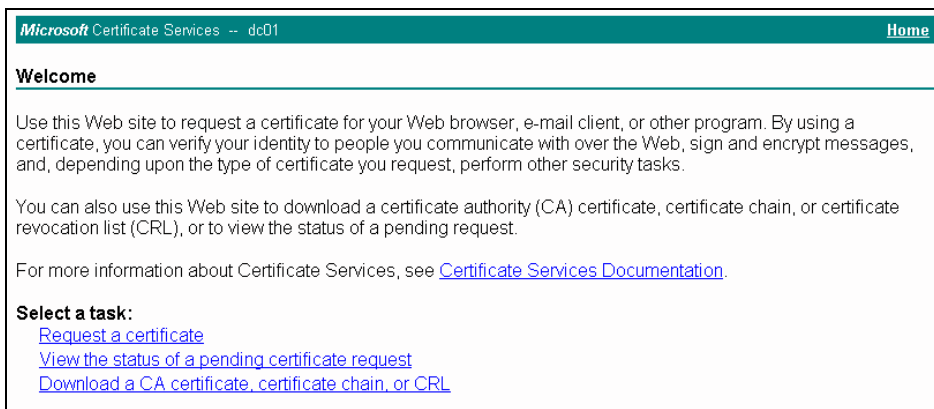 Microsoft Certificate Services -- dc01 Home
Welcome
Use this Web site to request a certificate for your Web browser, e-mail client, or other program. By using a
certificate, you can verify your identity to people you communicate with over the Web, sign and encrypt messages,
and, depending upon the type of certificate you request, perform other security tasks.
You can also use this Web site to download a certificate authority (CA) certificate, certificate chain, or certificate
revocation list (CRL), or to view the status of a pending request.
For more information about Certificate Services, see Certificate Services Documentation.
Select a task:
Request a certificate
View the status of a pending certificate request
Download a CA certificate, certificate chain, or CRL